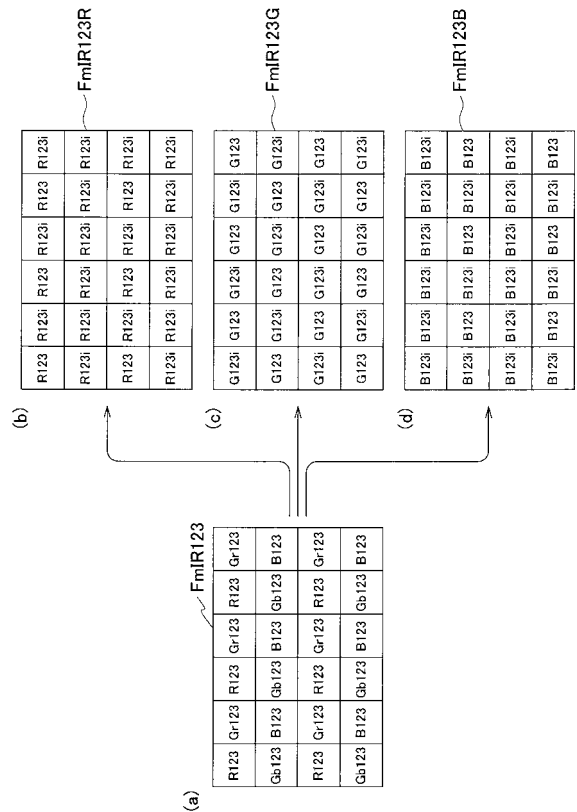 (a)
FmIR123
R123 Gr123 R123 Gr123 R123 Gr123
Gb123 B123 Gb123 B123 Gb123 B123
R123 Gr123 R123 Gr123 R123 Gr123
Gb123 B123 Gb123 B123 Gb123 B123
(b)
R123 R123i R123 R123i R123 R123i
R123i R123i R123i R123i R123i R123i
R123 R123i R123 R123i R123 R123i
R123i R123i R123i R123i R123i R123i
FmIR123R
(c)
G123i G123 G123i G123 G123i G123
G123 G123i G123 G123i G123 G123i
G123i G123 G123i G123 G123i G123
G123 G123i G123 G123i G123 G123i
FmIR123G
(d)
B123i B123i B123i B123i B123i B123i
B123i B123 B123i B123 B123i B123
B123i B123i B123i B123i B123i B123i
B123i B123 B123i B123 B123i B123
FmIR123B